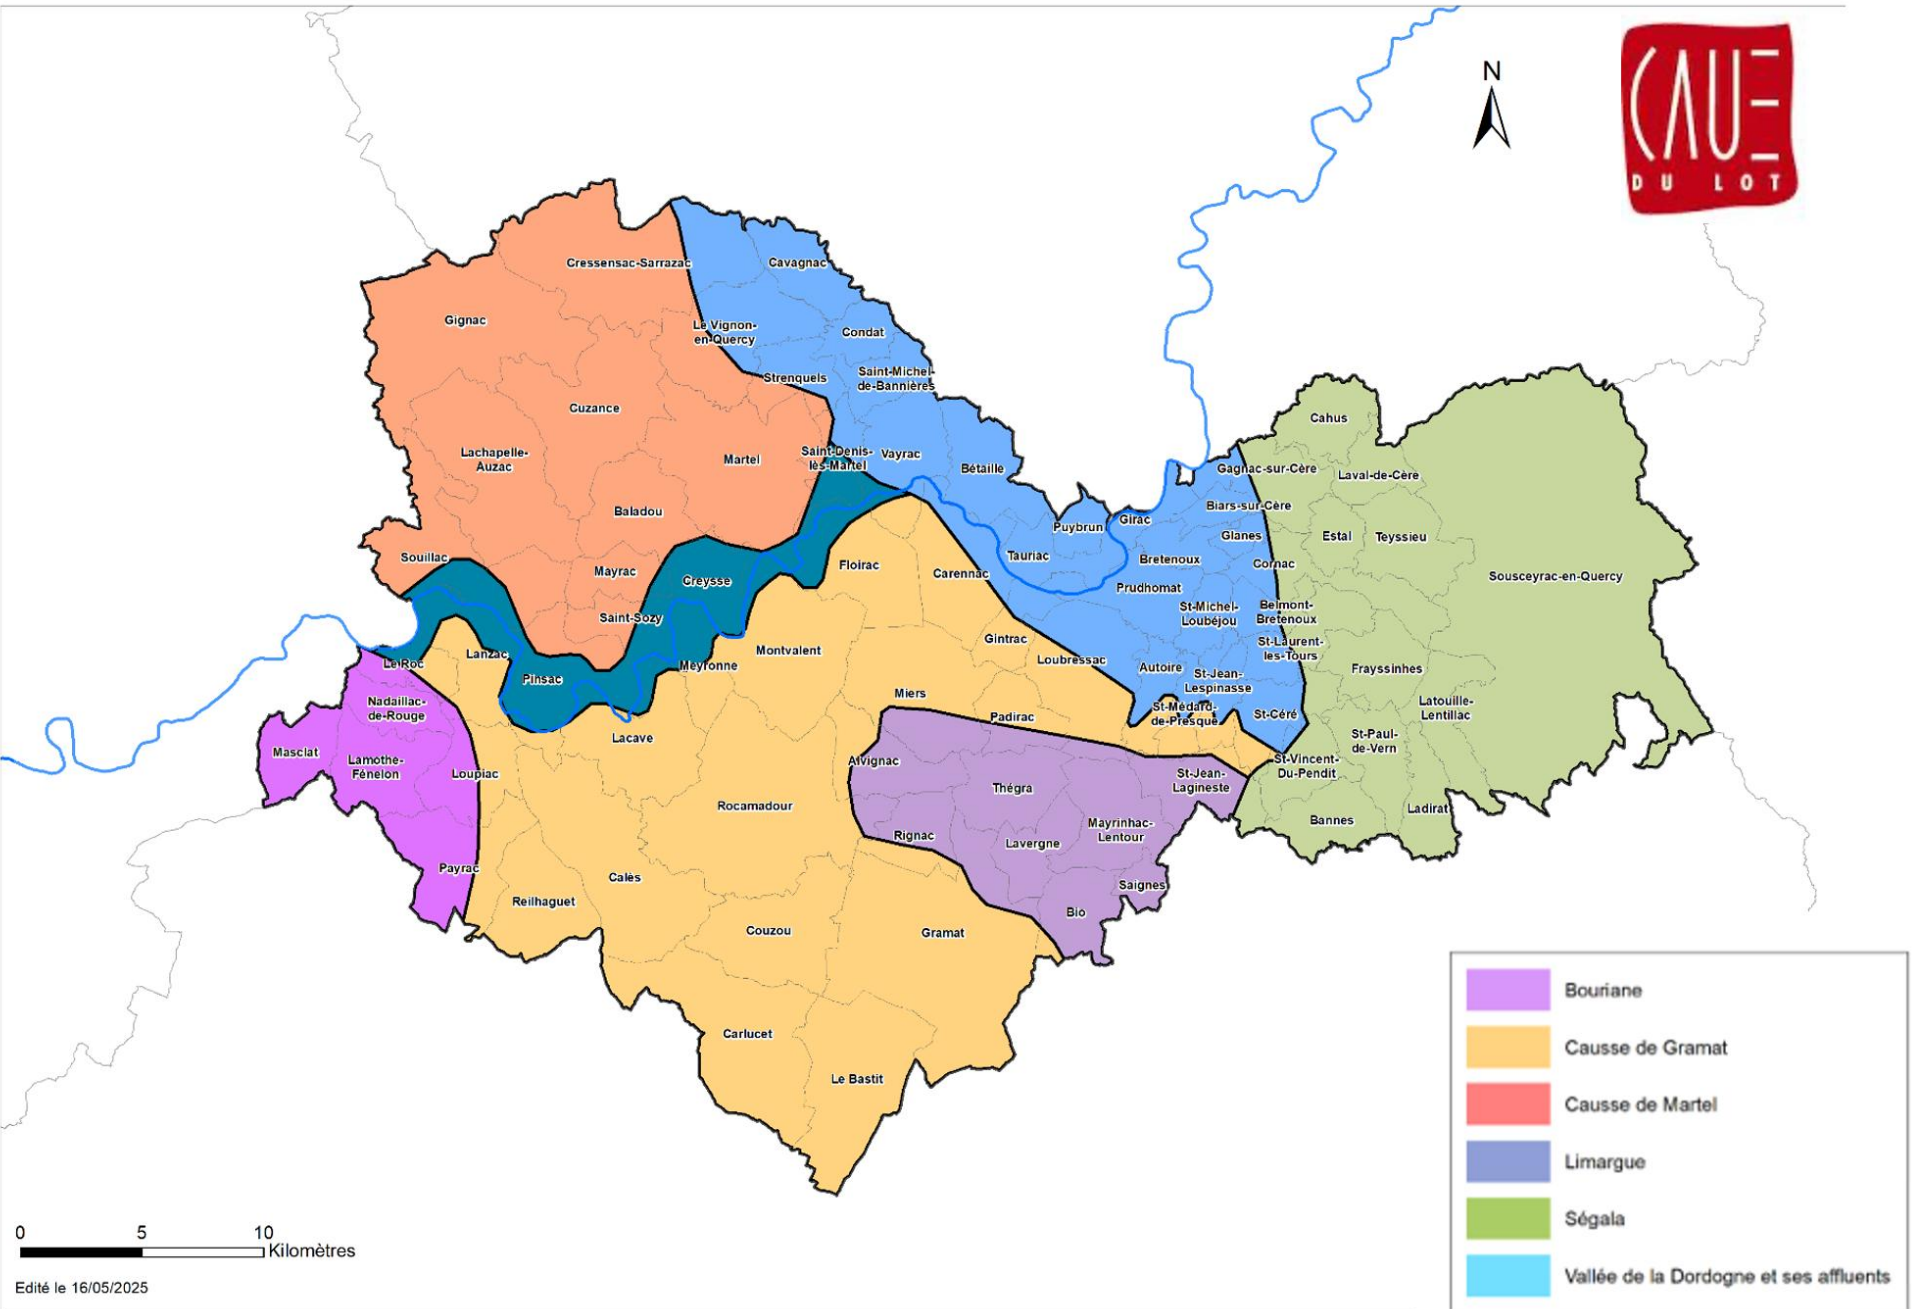 N
CAUE
DU LOT
Cressensac-Sarrazac
Cavagnac
Gignac
Le Vignon-
en-Quercy
Condat
Strenquels
Saint-Michel-
de-Bannières
Cuzance
Cahus
Lachapelle-
Auzac
Martel
Saint-Denis-
lès-Martel
Vayrac
Bétaille
Gagnac-sur-Cère
Laval-de-Cère
Baladou
Biars-sur-Cère
Puybrun
Girac
Glanes
Estal
Teyssieu
Souillac
Mayrac
Creysse
Floirac
Carennac
Tauriac
Bretenoux
Cornac
Sousceyrac-en-Quercy
Prudhomat
Saint-Sozy
St-Michel-
Loubéjou
Belmont-
Bretenoux
Gintrac
St-Laurent-
les-Tours
Le Roc
Lanzac
Pinsac
Meyronne
Montvalent
Loubressac
Autoire
Frayssinhes
St-Jean-
Lespinasse
Nadaillac-
de-Rouge
Miers
Padirac
St-Médard-
de-Presque
St-Céré
Latouille-
Lentillac
Masclat
Lamothe-
Fénelon
Loupiac
Lacave
Alvignac
St-Paul-
de-Vern
St-Vincent-
Du-Pendit
Thégra
St-Jean-
Lagineste
Rocamadour
Rignac
Lavergne
Mayrinhac-
Lentour
Bannes
Ladirat
Payrac
Reilhaguet
Calès
Saignes
Bio
Couzou
Gramat
Carlucet
Le Bastit
Bouriane
Causse de Gramat
Causse de Martel
Limargue
Ségala
Vallée de la Dordogne et ses affluents
0 5 10
Kilomètres
Edité le 16/05/2025